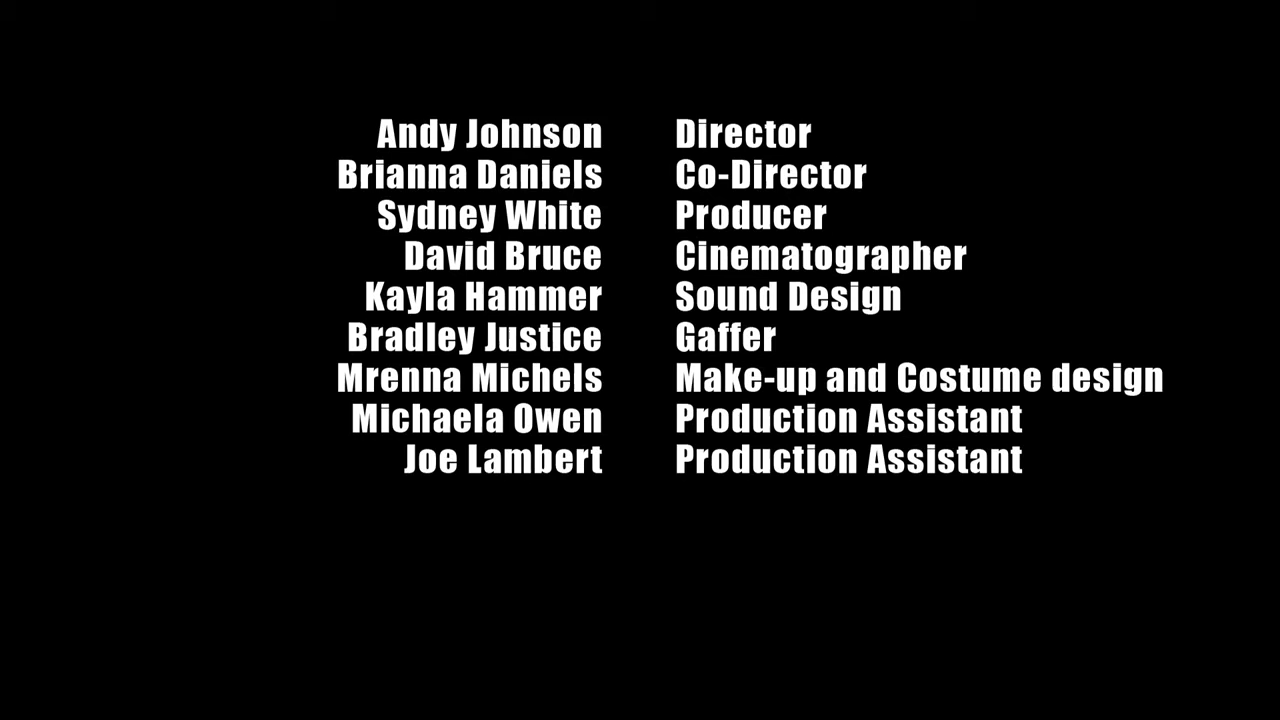 Andy Johnson Director
Brianna Daniels Co-Director
Sydney White Producer
David Bruce Cinematographer
Kayla Hammer Sound Design
Bradley Justice Gaffer
Mrenna Michels Make-up and Costume design
Michaela Owen Production Assistant
Joe Lambert Production Assistant